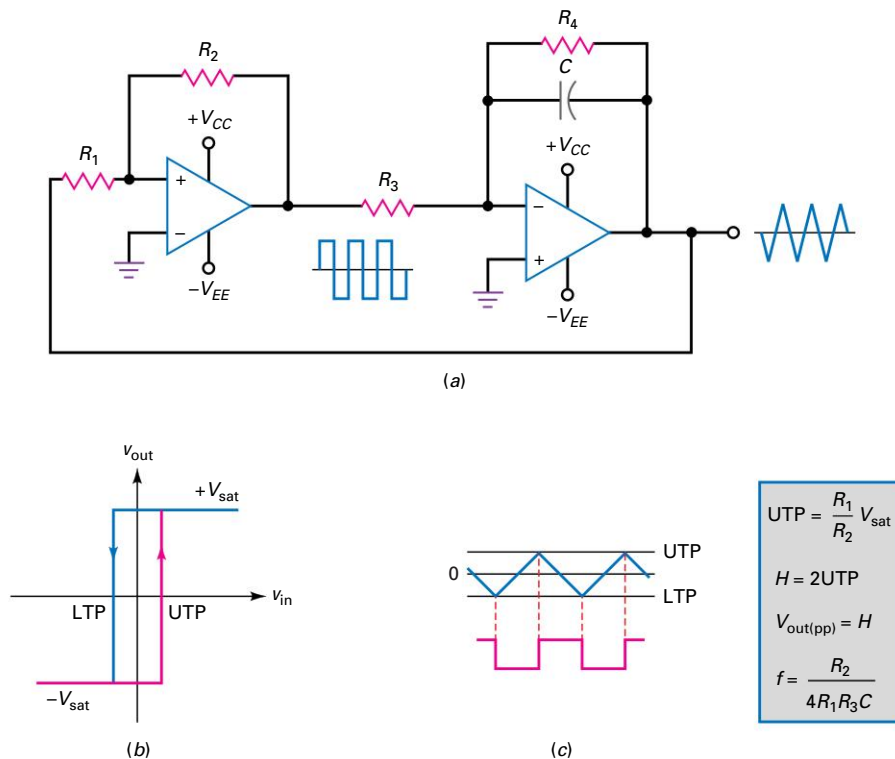 R4
R2
C
+VCC
+VCC
R1
R3
+
−
−
+
−VEE
−VEE
(a)
vout
+Vsat
LTP
UTP
vin
−Vsat
(b)
UTP
0
LTP
(c)
UTP = R1/R2 Vsat
H = 2UTP
Vout(pp) = H
f = R2/4R1R3C